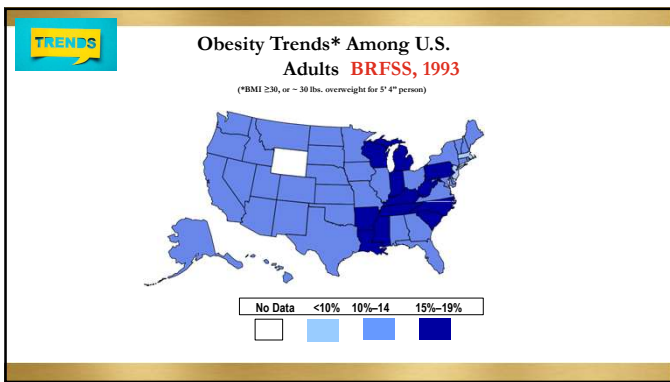 TRENDS
Obesity Trends* Among U.S.
Adults BRFSS, 1993
(*BMI ≥30, or ~ 30 lbs. overweight for 5' 4" person)
No Data <10% 10%–14 15%–19%